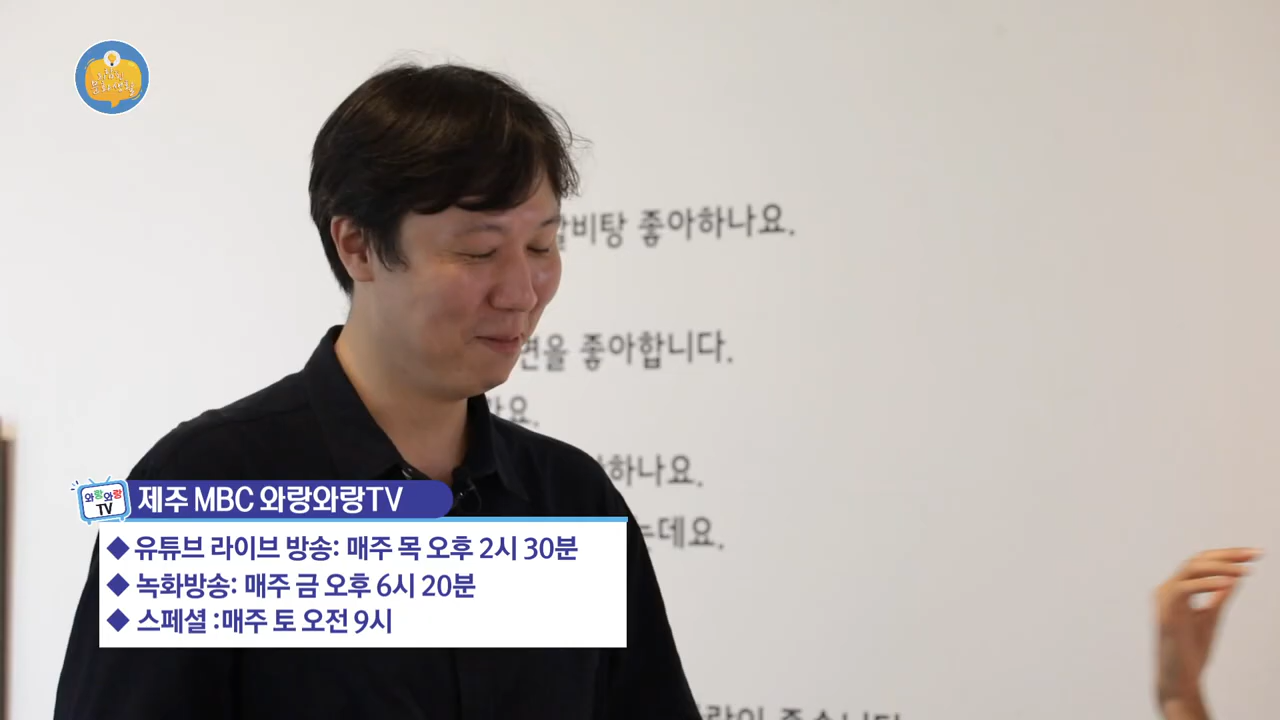 문화 생활
갈비탕 좋아하나요.
면을 좋아합니다.
하나요.
는데요.
와랑와랑
TV
제주 MBC 와랑와랑TV
◆ 유튜브 라이브 방송: 매주 목 오후 2시 30분
◆ 녹화방송: 매주 금 오후 6시 20분
◆ 스페셜 :매주 토 오전 9시